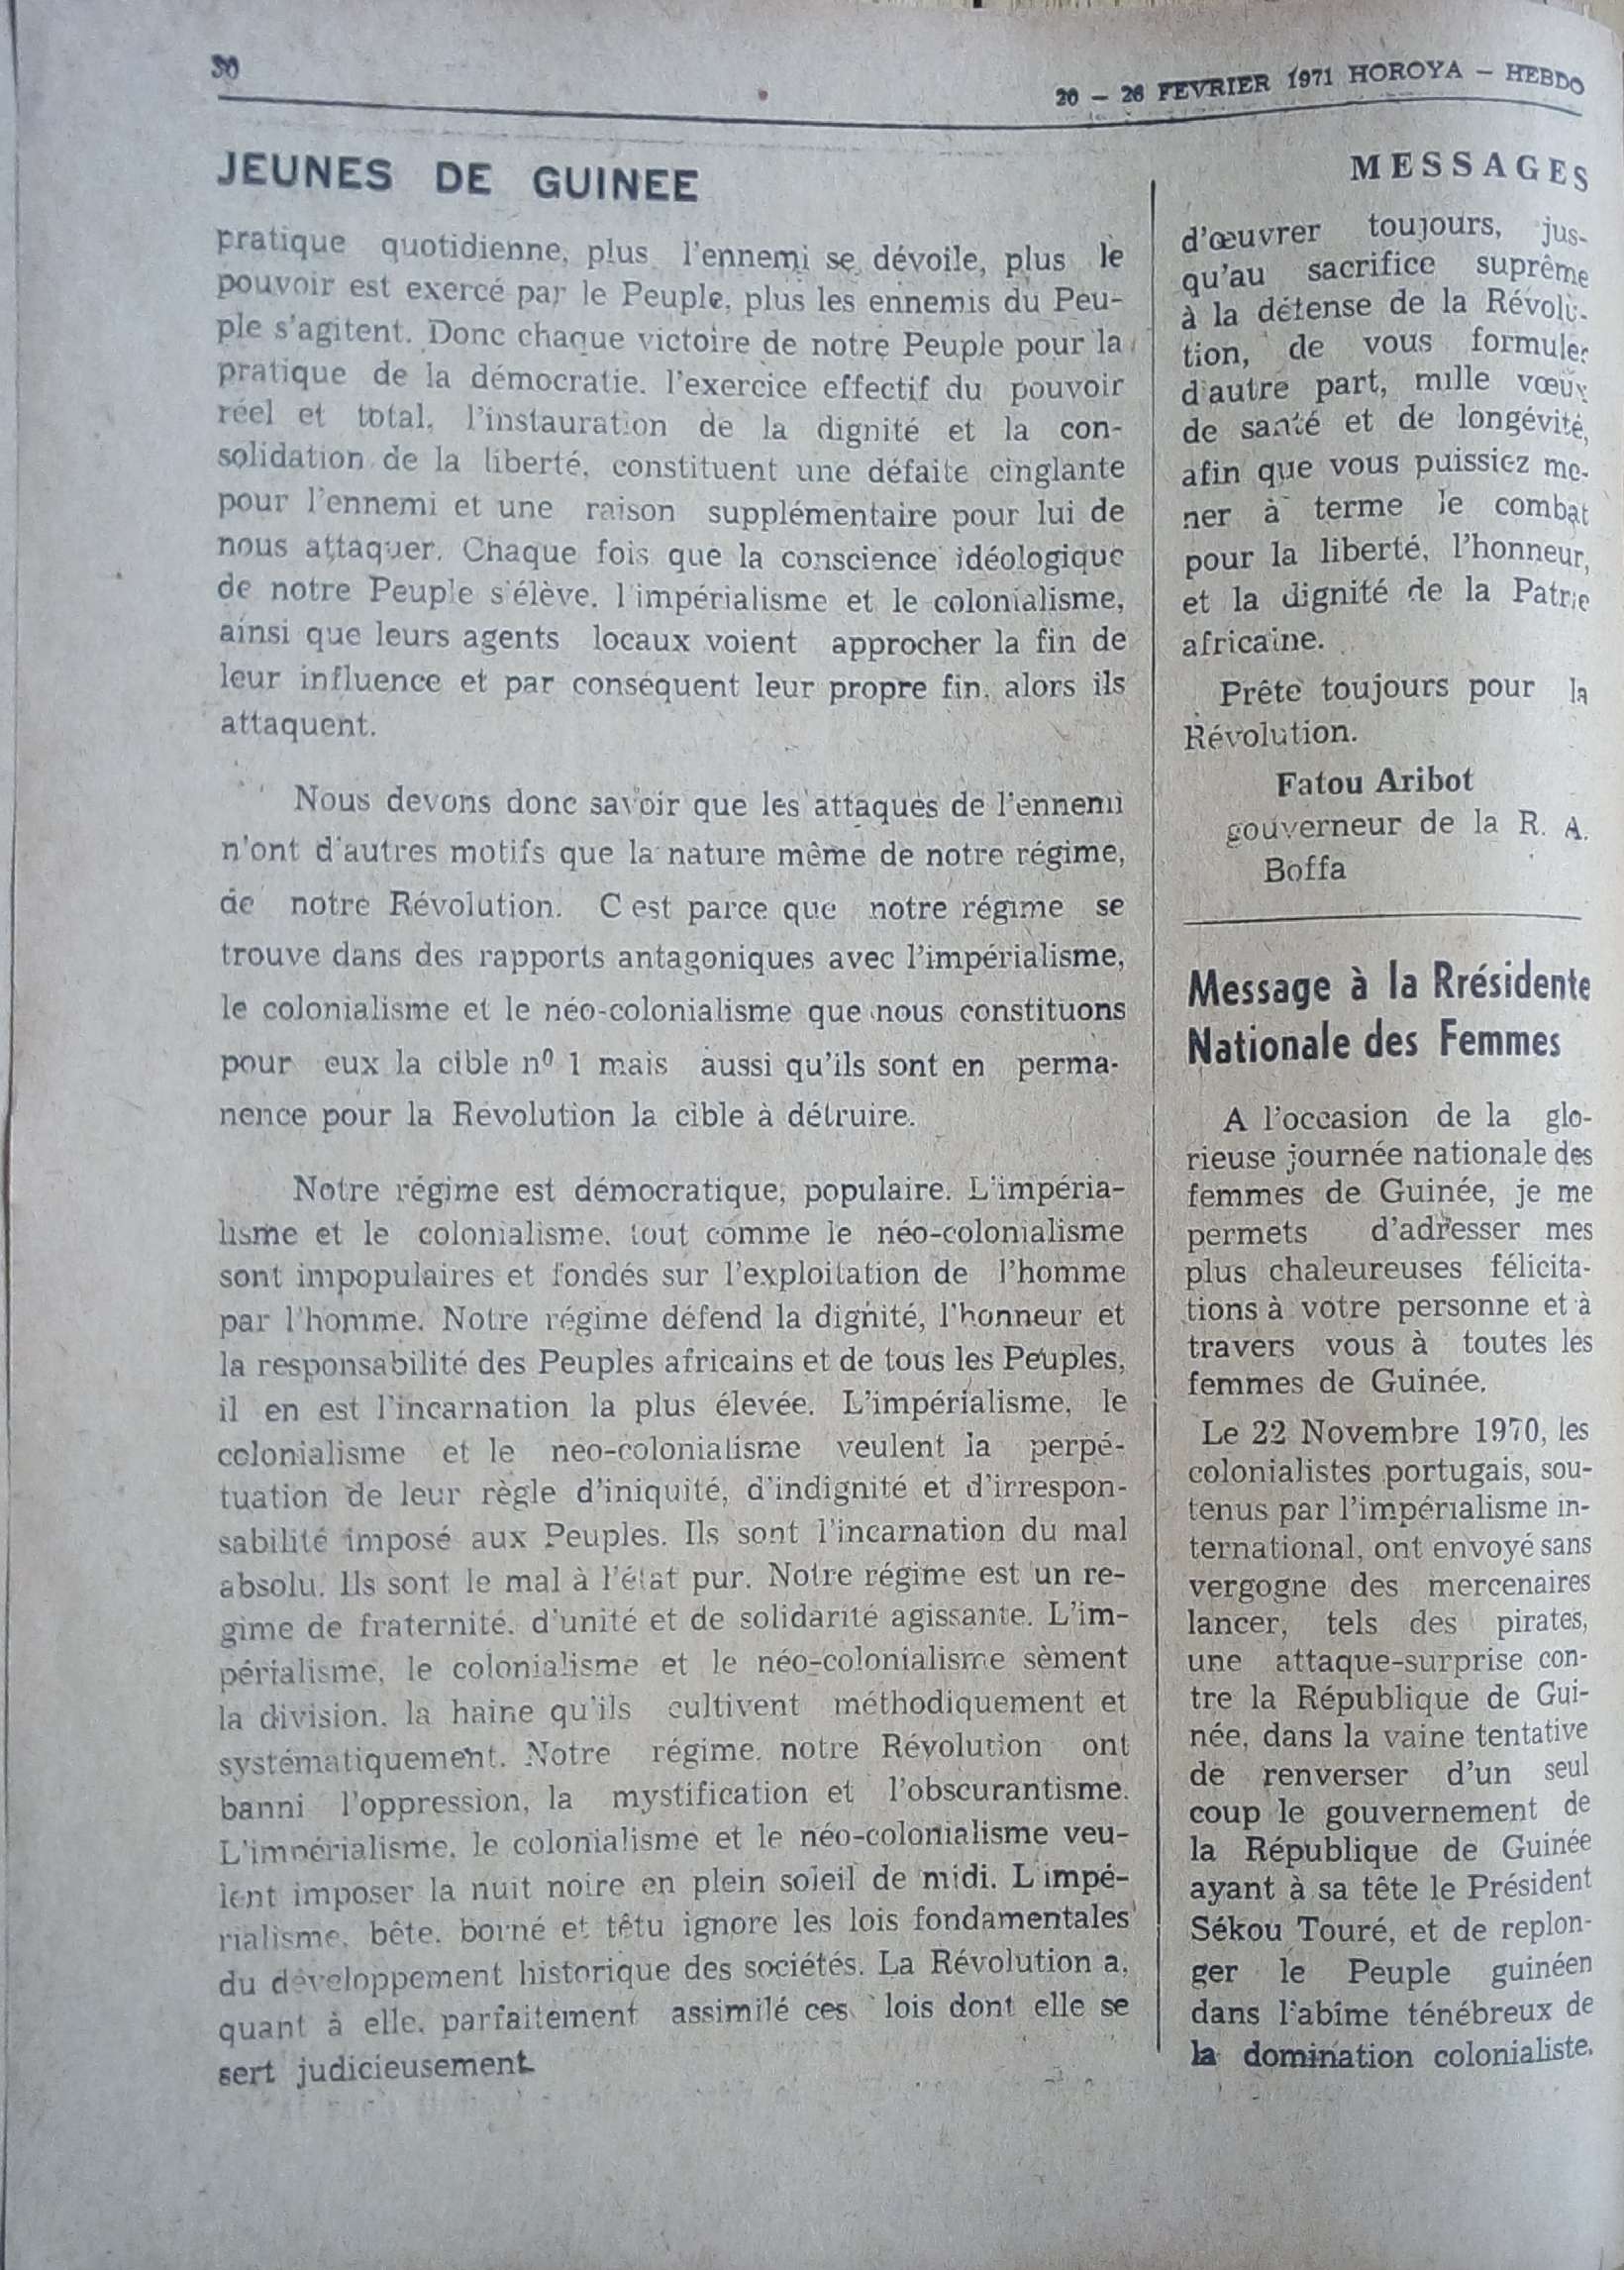 30
20 – 26 FEVRIER 1971 HOROYA – HEBDO
JEUNES DE GUINEE
pratique quotidienne, plus l'ennemi se dévoile, plus le
pouvoir est exercé par le Peuple, plus les ennemis du Peu-
ple s'agitent. Donc chaque victoire de notre Peuple pour la
pratique de la démocratie, l'exercice effectif du pouvoir
réel et total, l'instauration de la dignité et la con-
solidation de la liberté, constituent une défaite cinglante
pour l'ennemi et une raison supplémentaire pour lui de
nous attaquer. Chaque fois que la conscience idéologique
de notre Peuple s'élève, l'impérialisme et le colonialisme,
ainsi que leurs agents locaux voient approcher la fin de
leur influence et par conséquent leur propre fin, alors ils
attaquent.
Nous devons donc savoir que les attaques de l'ennemi
n'ont d'autres motifs que la nature même de notre régime,
de notre Révolution. C'est parce que notre régime se
trouve dans des rapports antagoniques avec l'impérialisme,
le colonialisme et le néo-colonialisme que nous constituons
pour eux la cible nº 1 mais aussi qu'ils sont en perma-
nence pour la Révolution la cible à détruire.
Notre régime est démocratique, populaire. L'impéria-
lisme et le colonialisme, tout comme le néo-colonialisme
sont impopulaires et fondés sur l'exploitation de l'homme
par l'homme. Notre régime défend la dignité, l'honneur et
la responsabilité des Peuples africains et de tous les Peuples,
il en est l'incarnation la plus élevée. L'impérialisme, le
colonialisme et le néo-colonialisme veulent la perpé-
tuation de leur règle d'iniquité, d'indignité et d'irrespon-
sabilité imposé aux Peuples. Ils sont l'incarnation du mal
absolu. Ils sont le mal à l'état pur. Notre régime est un re-
gime de fraternité, d'unité et de solidarité agissante. L'im-
périalisme, le colonialisme et le néo-colonialisme sèment
la division, la haine qu'ils cultivent méthodiquement et
systématiquement. Notre régime, notre Révolution ont
banni l'oppression, la mystification et l'obscurantisme.
L'impérialisme, le colonialisme et le néo-colonialisme veu-
lent imposer la nuit noire en plein soleil de midi. L'impé-
rialisme, bête, borné et têtu ignore les lois fondamentales
du développement historique des sociétés. La Révolution a,
quant à elle, parfaitement assimilé ces lois dont elle se
sert judicieusement
MESSAGES
d'œuvrer toujours, jus-
qu'au sacrifice suprême
à la défense de la Révolu-
tion, de vous formuler
d'autre part, mille vœux
de santé et de longévité,
afin que vous puissiez me-
ner à terme le combat
pour la liberté, l'honneur,
et la dignité de la Patrie
africaine.
Prête toujours pour la
Révolution.
Fatou Aribot
gouverneur de la R. A.
Boffa
Message à la Rrésidente
Nationale des Femmes
A l'occasion de la glo-
rieuse journée nationale des
femmes de Guinée, je me
permets d'adresser mes
plus chaleureuses félicita-
tions à votre personne et à
travers vous à toutes les
femmes de Guinée.
Le 22 Novembre 1970, les
colonialistes portugais, sou-
tenus par l'impérialisme in-
ternational, ont envoyé sans
vergogne des mercenaires
lancer, tels des pirates,
une attaque-surprise con-
tre la République de Gui-
née, dans la vaine tentative
de renverser d'un seul
coup le gouvernement de
la République de Guinée
ayant à sa tête le Président
Sékou Touré, et de replon-
ger le Peuple guinéen
dans l'abîme ténébreux de
la domination colonialiste.